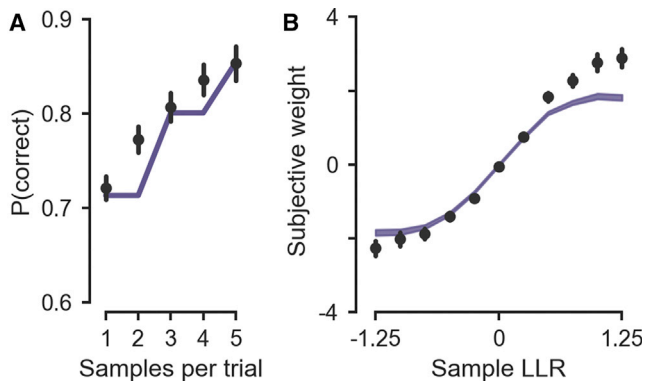 A
0.9
0.8
0.7
0.6
P(correct)
1 2 3 4 5
Samples per trial
B
4
0
-4
Subjective weight
-1.25 0 1.25
Sample LLR